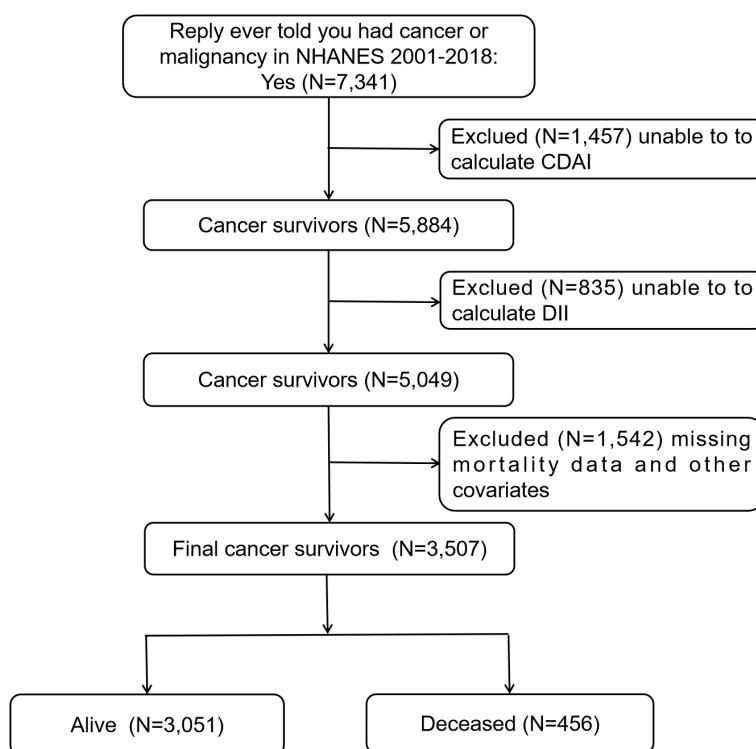 Reply ever told you had cancer or
malignancy in NHANES 2001-2018:
Yes (N=7,341)
Exclued (N=1,457) unable to to
calculate CDAI
Cancer survivors (N=5,884)
Exclued (N=835) unable to to
calculate DII
Cancer survivors (N=5,049)
Excluded (N=1,542) missing
mortality data and other
covariates
Final cancer survivors (N=3,507)
Alive (N=3,051)
Deceased (N=456)